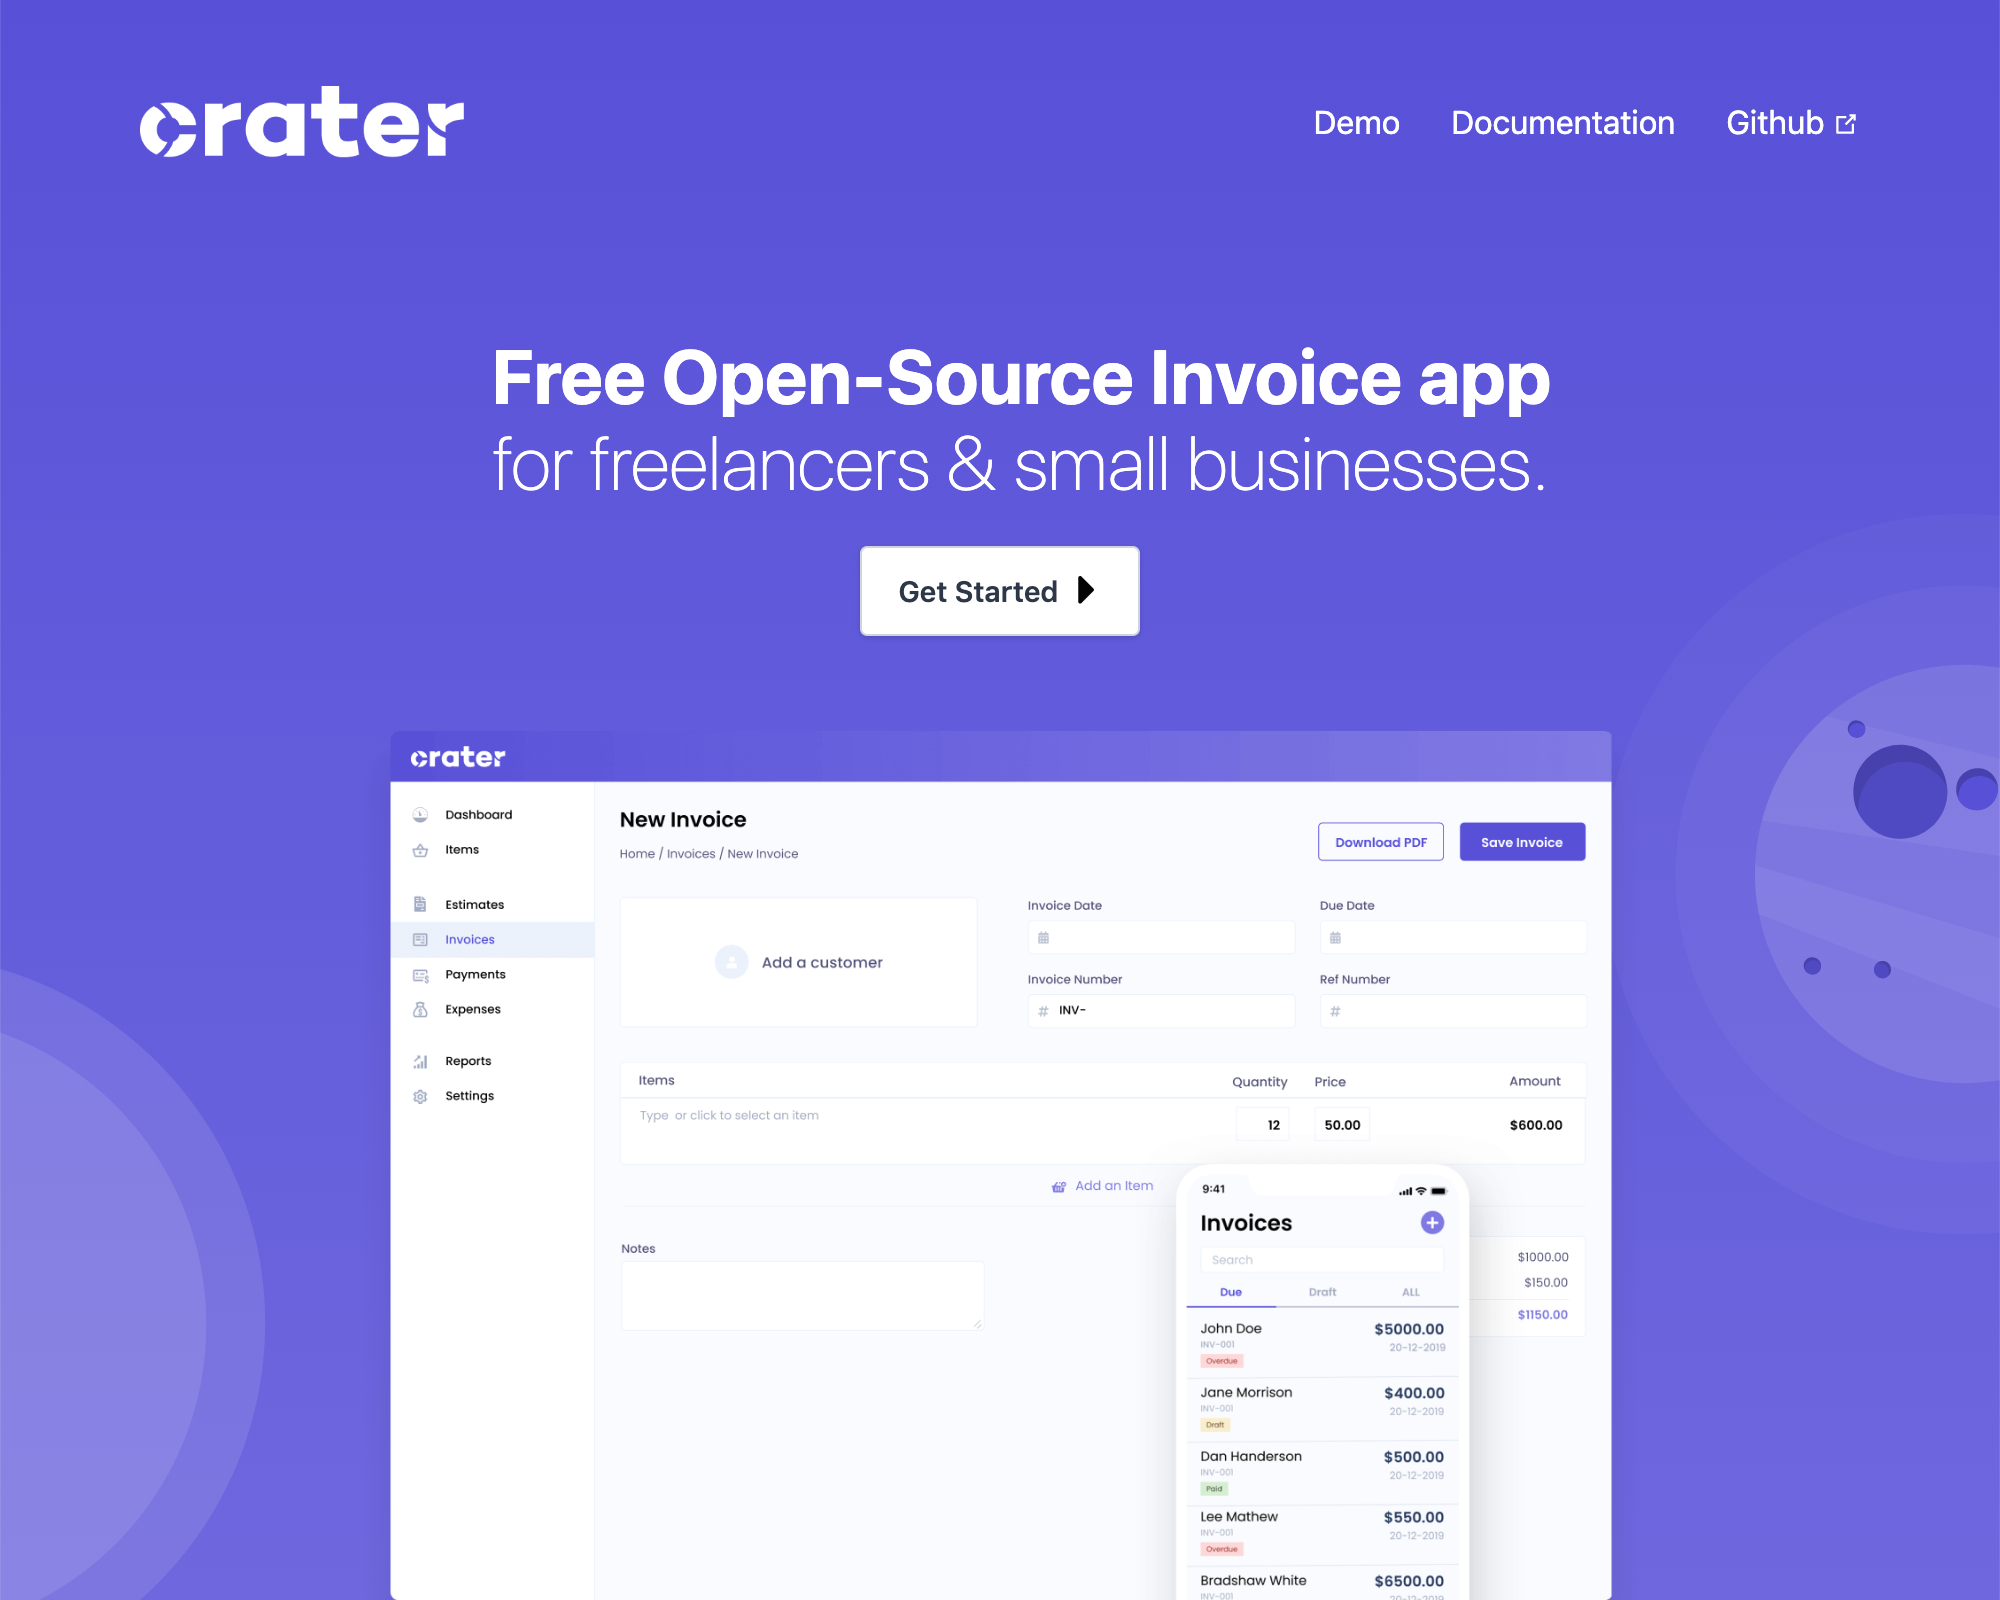 crater
Demo Documentation Github
Free Open-Source Invoice app
for freelancers & small businesses.
Get Started
crater
Dashboard
Items
Estimates
Invoices
Payments
Expenses
Reports
Settings
New Invoice
Home / Invoices / New Invoice
Download PDF Save Invoice
Add a customer
Invoice Date Due Date
Invoice Number Ref Number
# INV- #
Items Quantity Price Amount
Type or click to select an item 12 50.00 $600.00
Add an Item
Notes
$1000.00
$150.00
$1150.00
9:41
Invoices
Search
Due Draft ALL
John Doe $5000.00
INV-001 20-12-2019
Overdue
Jane Morrison $400.00
INV-001 20-12-2019
Draft
Dan Handerson $500.00
INV-001 20-12-2019
Paid
Lee Mathew $550.00
INV-001 20-12-2019
Overdue
Bradshaw White $6500.00
INV-001 20-12-2019